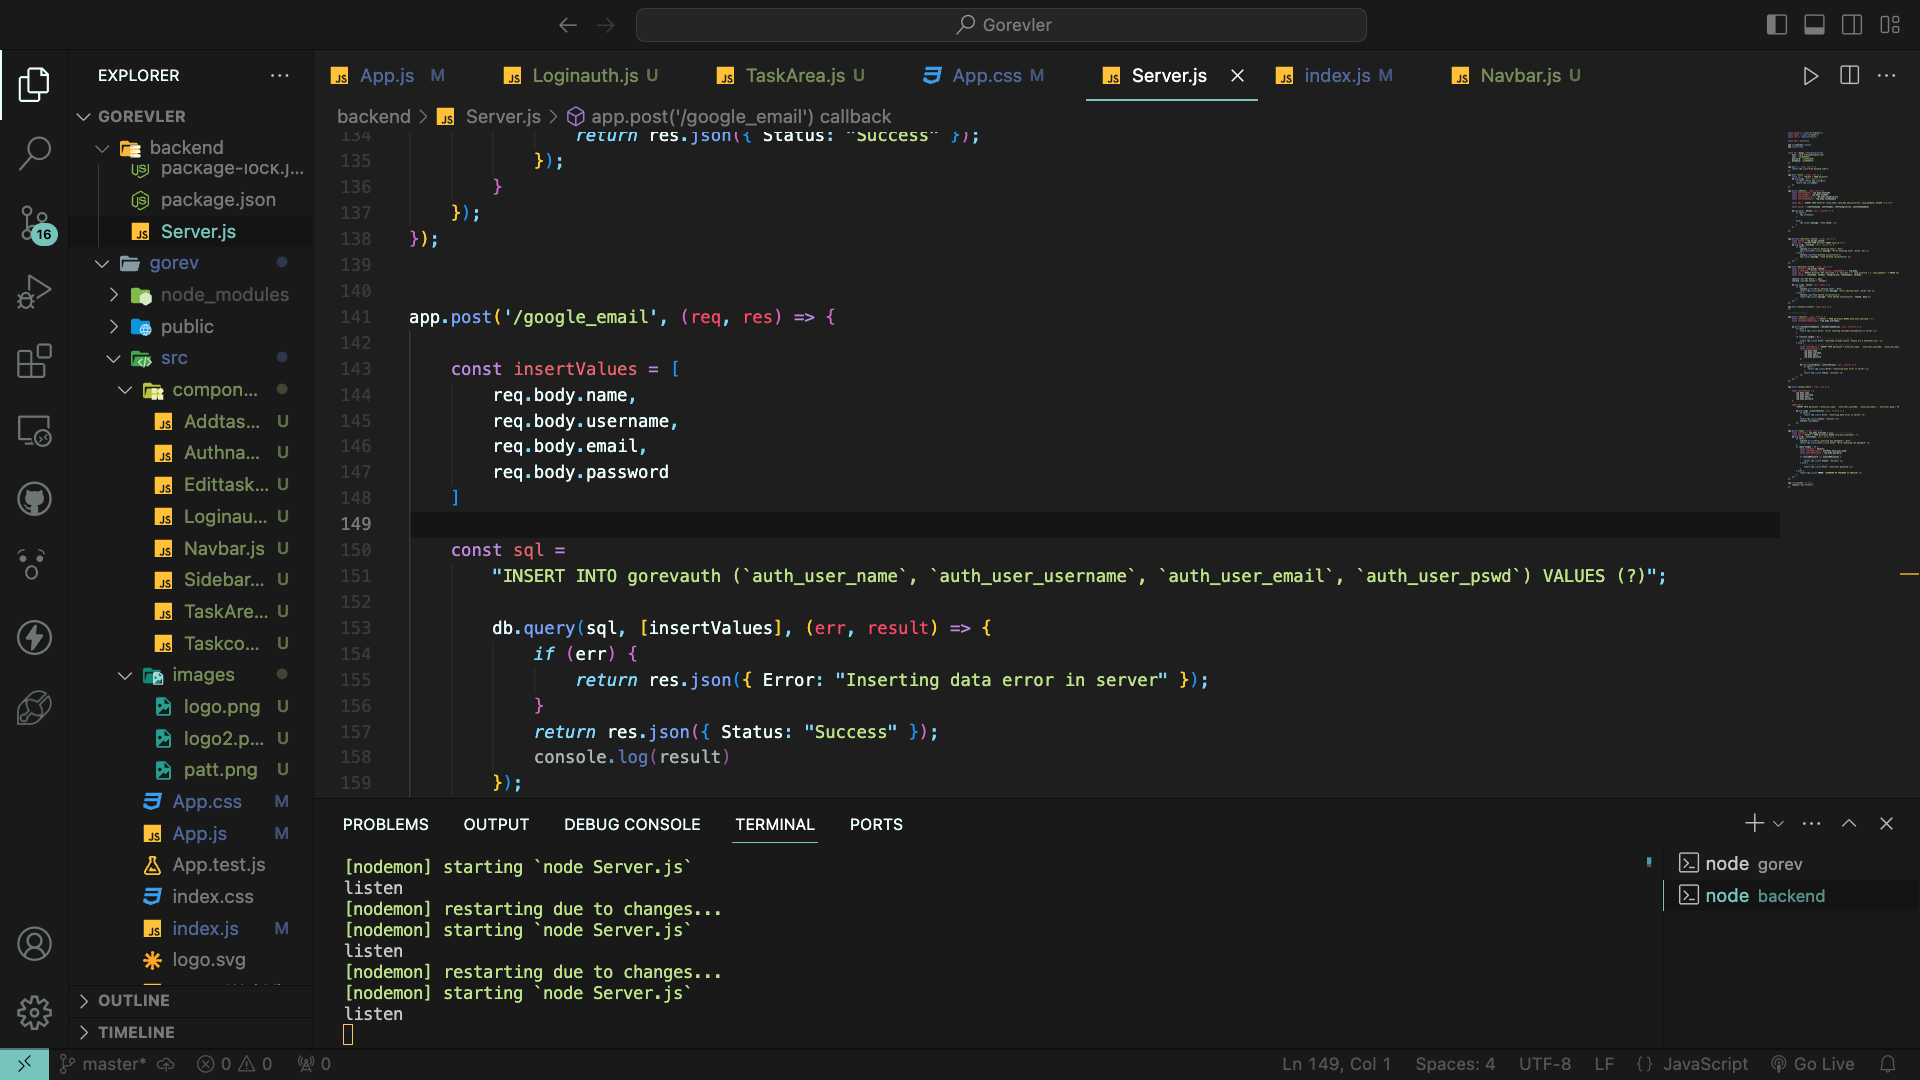 Gorevler
EXPLORER
GOREVLER
backend
package-lock.j...
package.json
Server.js
gorev
node_modules
public
src
compon...
Addtas... U
Authna... U
Edittask... U
Loginau... U
Navbar.js U
Sidebar... U
TaskAre... U
Taskco... U
images
logo.png U
logo2.p... U
patt.png U
App.css M
App.js M
App.test.js
index.css
index.js M
logo.svg
OUTLINE
TIMELINE
16
App.js M Loginauth.js U TaskArea.js U App.css M Server.js index.js M Navbar.js U
backend > Server.js > app.post('/google_email') callback
134 return res.json({ Status: "Success" });
135 });
136 }
137 });
138 });
139
140
141 app.post('/google_email', (req, res) => {
142
143 const insertValues = [
144 req.body.name,
145 req.body.username,
146 req.body.email,
147 req.body.password
148 ]
149
150 const sql =
151 "INSERT INTO gorevauth (`auth_user_name`, `auth_user_username`, `auth_user_email`, `auth_user_pswd`) VALUES (?)";
152
153 db.query(sql, [insertValues], (err, result) => {
154 if (err) {
155 return res.json({ Error: "Inserting data error in server" });
156 }
157 return res.json({ Status: "Success" });
158 console.log(result)
159 });
PROBLEMS OUTPUT DEBUG CONSOLE TERMINAL PORTS
[nodemon] starting `node Server.js`
listen
[nodemon] restarting due to changes...
[nodemon] starting `node Server.js`
listen
[nodemon] restarting due to changes...
[nodemon] starting `node Server.js`
listen
node gorev
node backend
master* 0 0 0 Ln 149, Col 1 Spaces: 4 UTF-8 LF {} JavaScript Go Live